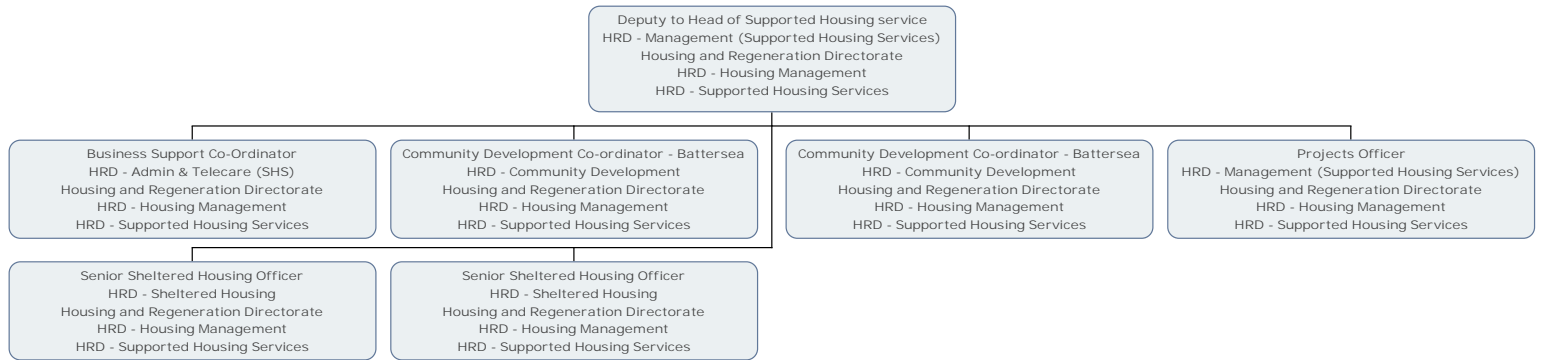 Deputy to Head of Supported Housing service
HRD - Management (Supported Housing Services)
Housing and Regeneration Directorate
HRD - Housing Management
HRD - Supported Housing Services
Business Support Co-Ordinator
HRD - Admin & Telecare (SHS)
Housing and Regeneration Directorate
HRD - Housing Management
HRD - Supported Housing Services
Community Development Co-ordinator - Battersea
HRD - Community Development
Housing and Regeneration Directorate
HRD - Housing Management
HRD - Supported Housing Services
Community Development Co-ordinator - Battersea
HRD - Community Development
Housing and Regeneration Directorate
HRD - Housing Management
HRD - Supported Housing Services
Projects Officer
HRD - Management (Supported Housing Services)
Housing and Regeneration Directorate
HRD - Housing Management
HRD - Supported Housing Services
Senior Sheltered Housing Officer
HRD - Sheltered Housing
Housing and Regeneration Directorate
HRD - Housing Management
HRD - Supported Housing Services
Senior Sheltered Housing Officer
HRD - Sheltered Housing
Housing and Regeneration Directorate
HRD - Housing Management
HRD - Supported Housing Services